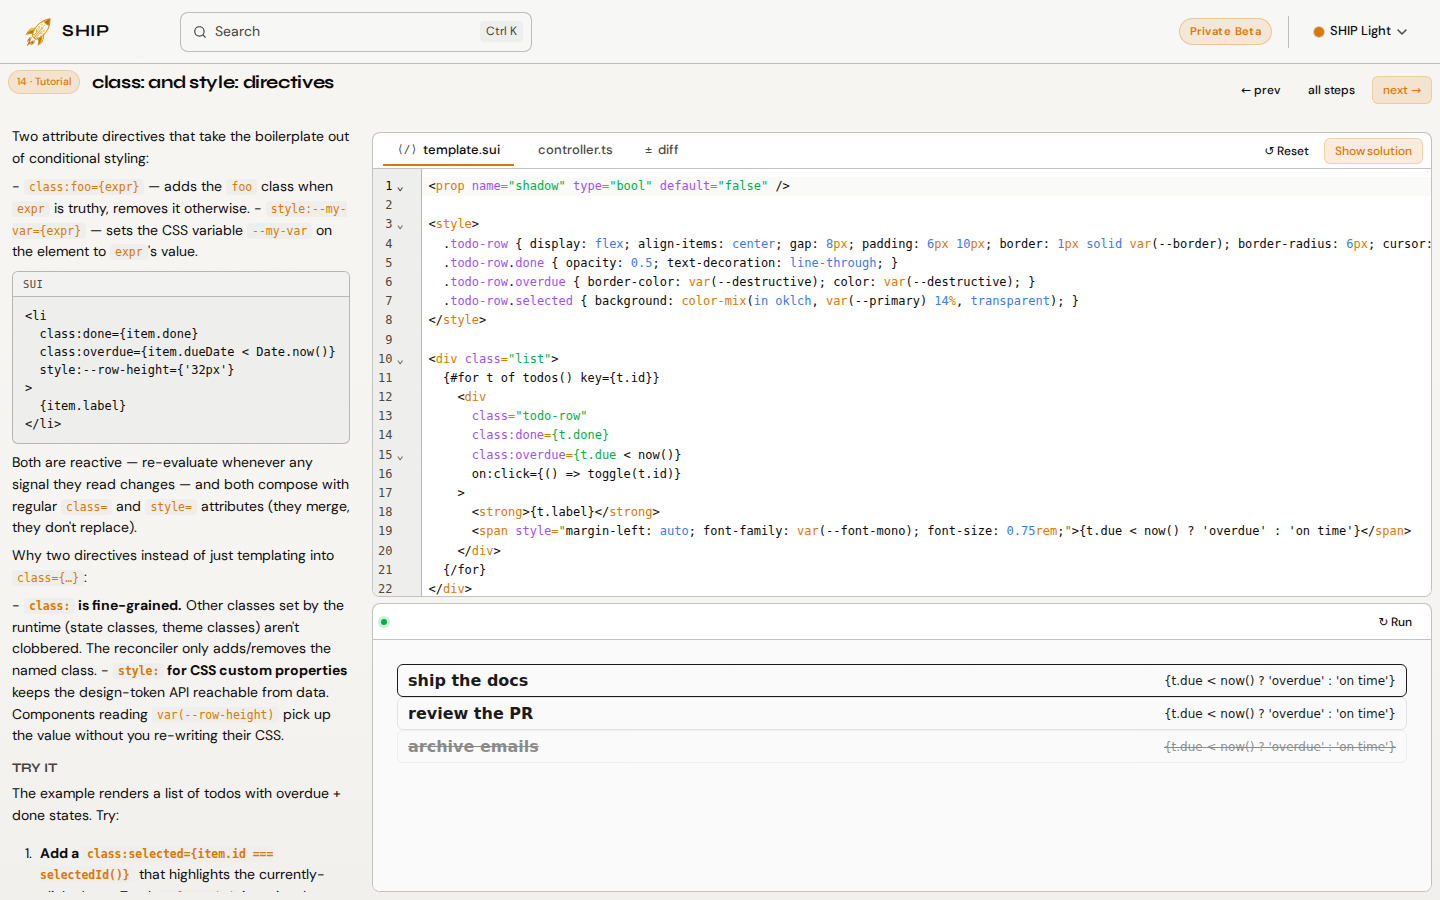 SHIP
Search
Ctrl K
Private Beta
SHIP Light
14 · Tutorial
class: and style: directives
← prev
all steps
next →
Two attribute directives that take the boilerplate out
of conditional styling:
– class:foo={expr} — adds the foo class when
expr is truthy, removes it otherwise. – style:--my-
var={expr} — sets the CSS variable --my-var on
the element to expr 's value.
SUI
<li
  class:done={item.done}
  class:overdue={item.dueDate < Date.now()}
  style:--row-height={'32px'}
>
  {item.label}
</li>
Both are reactive — re-evaluate whenever any
signal they read changes — and both compose with
regular class= and style= attributes (they merge,
they don't replace).
Why two directives instead of just templating into
class={…} :
– class: is fine-grained. Other classes set by the
runtime (state classes, theme classes) aren't
clobbered. The reconciler only adds/removes the
named class. – style: for CSS custom properties
keeps the design-token API reachable from data.
Components reading var(--row-height) pick up
the value without you re-writing their CSS.
TRY IT
The example renders a list of todos with overdue +
done states. Try:
1. Add a class:selected={item.id ===
selectedId()} that highlights the currently-
⟨/⟩ template.sui
controller.ts
± diff
↺ Reset
Show solution
1 <prop name="shadow" type="bool" default="false" />
2
3 <style>
4   .todo-row { display: flex; align-items: center; gap: 8px; padding: 6px 10px; border: 1px solid var(--border); border-radius: 6px; cursor:
5   .todo-row.done { opacity: 0.5; text-decoration: line-through; }
6   .todo-row.overdue { border-color: var(--destructive); color: var(--destructive); }
7   .todo-row.selected { background: color-mix(in oklch, var(--primary) 14%, transparent); }
8 </style>
9
10 <div class="list">
11   {#for t of todos() key={t.id}}
12     <div
13       class="todo-row"
14       class:done={t.done}
15       class:overdue={t.due < now()}
16       on:click={() => toggle(t.id)}
17     >
18       <strong>{t.label}</strong>
19       <span style="margin-left: auto; font-family: var(--font-mono); font-size: 0.75rem;">{t.due < now() ? 'overdue' : 'on time'}</span>
20     </div>
21   {/for}
22 </div>
↻ Run
ship the docs
{t.due < now() ? 'overdue' : 'on time'}
review the PR
{t.due < now() ? 'overdue' : 'on time'}
archive emails
{t.due < now() ? 'overdue' : 'on time'}